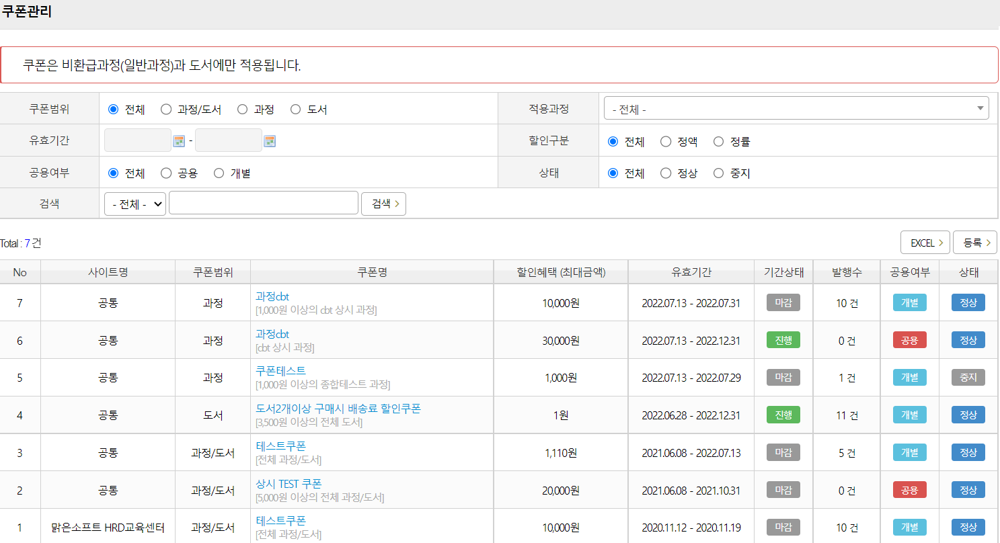 쿠폰관리
쿠폰은 비환급과정(일반과정)과 도서에만 적용됩니다.
쿠폰범위 전체 과정/도서 과정 도서 적용과정 - 전체 -
유효기간 - 할인구분 전체 정액 정률
공용여부 전체 공용 개별 상태 전체 정상 중지
검색 - 전체 - 검색
Total : 7 건 EXCEL 등록
No 사이트명 쿠폰범위 쿠폰명 할인혜택 (최대금액) 유효기간 기간상태 발행수 공용여부 상태
7 공통 과정 과정cbt 10,000원 2022.07.13 - 2022.07.31 마감 10 건 개별 정상
[1,000원 이상의 cbt 상시 과정]
6 공통 과정 과정cbt 30,000원 2022.07.13 - 2022.12.31 진행 0 건 공용 정상
[cbt 상시 과정]
5 공통 과정 쿠폰테스트 1,000원 2022.07.13 - 2022.07.29 마감 1 건 개별 중지
[1,000원 이상의 종합테스트 과정]
4 공통 도서 도서2개이상 구매시 배송료 할인쿠폰 1원 2022.06.28 - 2022.12.31 진행 11 건 개별 정상
[3,500원 이상의 전체 도서]
3 공통 과정/도서 테스트쿠폰 1,110원 2021.06.08 - 2022.07.13 마감 5 건 개별 정상
[전체 과정/도서]
2 공통 과정/도서 상시 TEST 쿠폰 20,000원 2021.06.08 - 2021.10.31 마감 0 건 공용 정상
[5,000원 이상의 전체 과정/도서]
1 맑은소프트 HRD교육센터 과정/도서 테스트쿠폰 10,000원 2020.11.12 - 2020.11.19 마감 10 건 개별 정상
[전체 과정/도서]